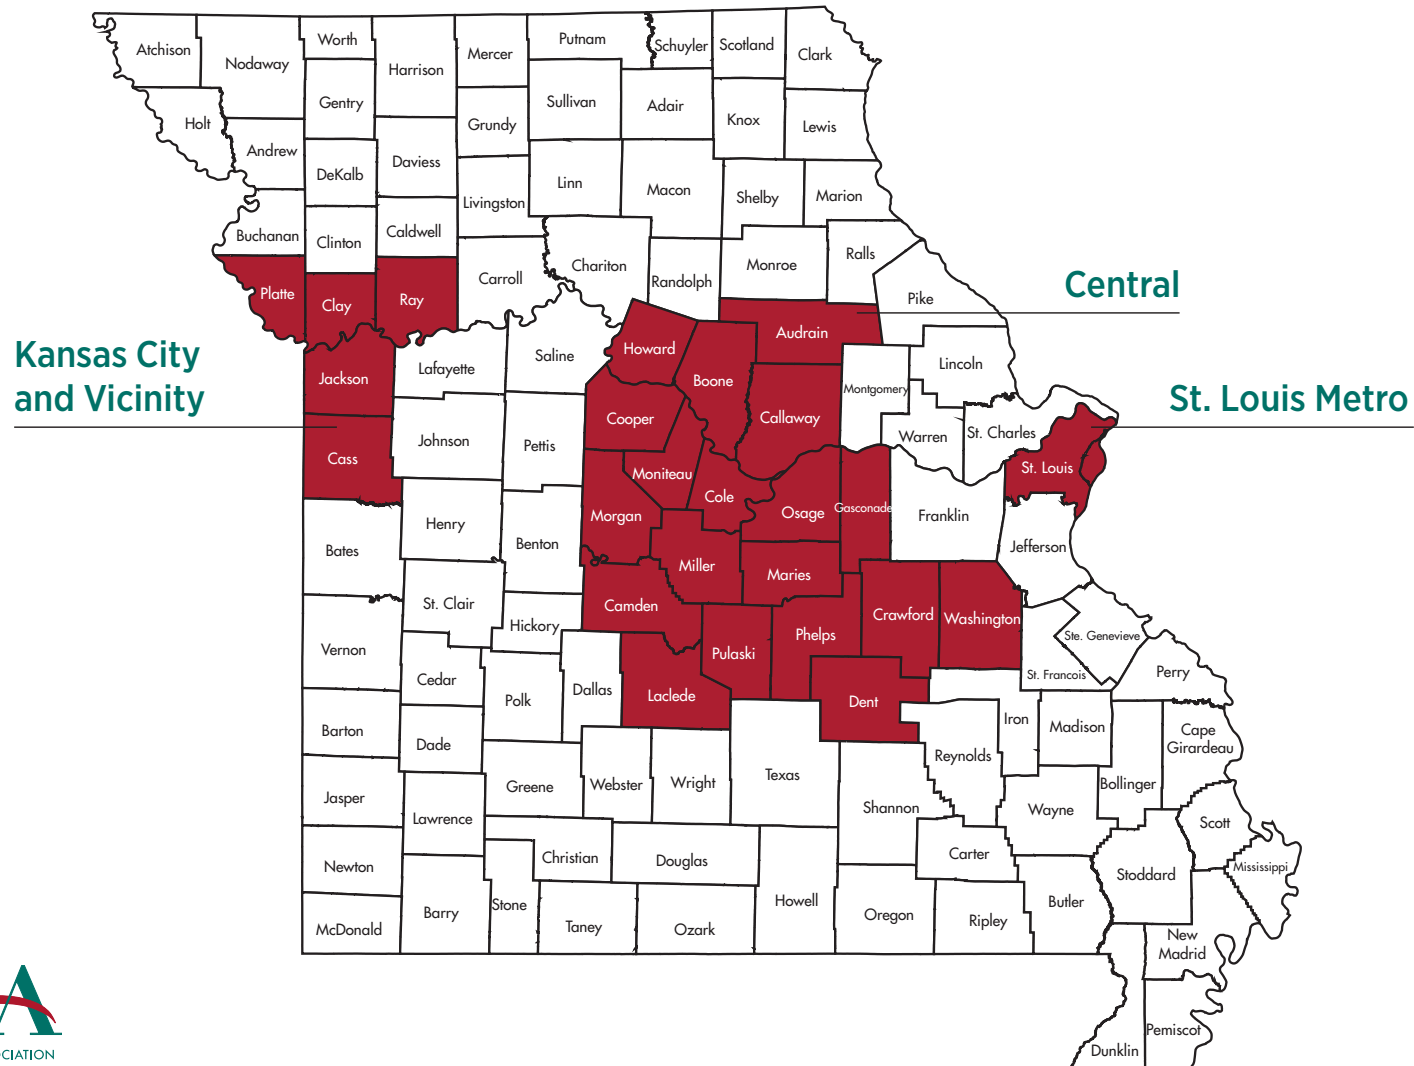 Atchison
Nodaway
Worth
Harrison
Mercer
Putnam
Schuyler
Scotland
Clark
Holt
Gentry
Grundy
Sullivan
Adair
Knox
Lewis
Andrew
DeKalb
Daviess
Livingston
Linn
Macon
Shelby
Marion
Buchanan
Clinton
Caldwell
Carroll
Chariton
Randolph
Monroe
Ralls
Pike
Platte
Clay
Ray
Central
Kansas City
and Vicinity
Jackson
Lafayette
Saline
Howard
Boone
Audrain
Montgomery
Lincoln
St. Louis Metro
Cass
Johnson
Pettis
Cooper
Callaway
Warren
St. Charles
St. Louis
Moniteau
Cole
Morgan
Osage
Gasconade
Franklin
Jefferson
Bates
Henry
Benton
Miller
Maries
St. Clair
Hickory
Camden
Pulaski
Phelps
Crawford
Washington
Ste. Genevieve
St. Francois
Perry
Vernon
Cedar
Polk
Dallas
Laclede
Dent
Iron
Madison
Cape
Girardeau
Barton
Dade
Greene
Webster
Wright
Texas
Reynolds
Bollinger
Jasper
Lawrence
Shannon
Wayne
Scott
Newton
Christian
Douglas
Carter
Stoddard
Mississippi
McDonald
Barry
Stone
Taney
Ozark
Howell
Oregon
Ripley
Butler
New
Madrid
Pemiscot
Dunklin